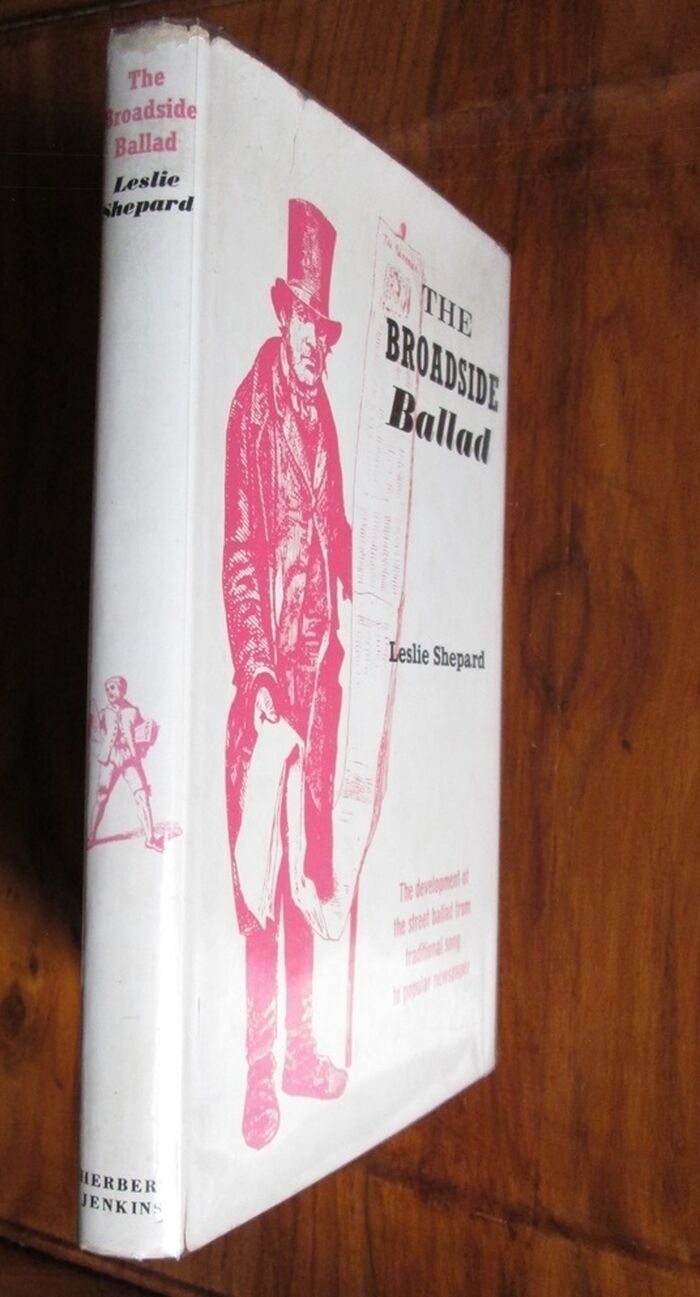 The
Broadside
Ballad
Leslie
Shepard
HERBER
JENKINS
THE
BROADSIDE
Ballad
Leslie Shepard
The development of
the street ballad from
traditional song
to popular newspaper